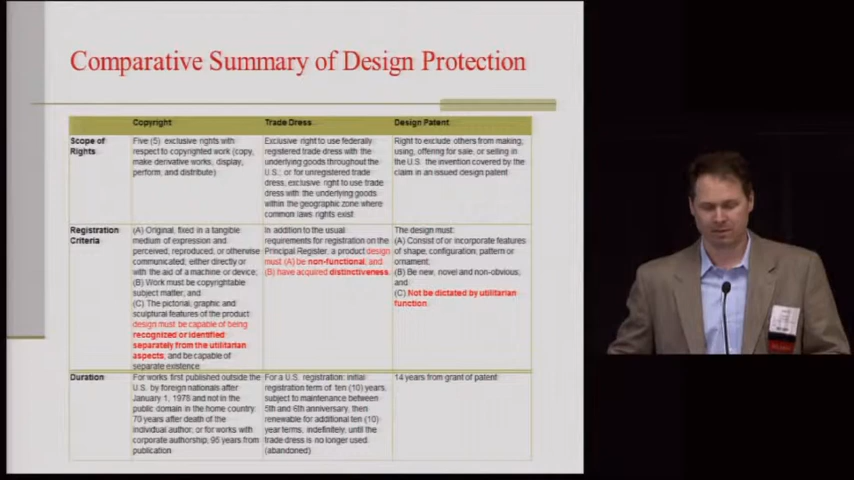 Comparative Summary of Design Protection
Copyright
Trade Dress
Design Patent
Scope of
Rights
Five (5) exclusive rights with
respect to copyrighted work (copy,
make derivative works, display,
perform, and distribute)
Exclusive right to use federally
registered trade dress with the
underlying goods throughout the
U.S.; or for unregistered trade
dress, exclusive right to use trade
dress with the underlying goods
within the geographic zone where
common laws rights exist
Right to exclude others from making,
using, offering for sale, or selling in
the U.S. the invention covered by the
claim in an issued design patent
Registration
Criteria
(A) Original, fixed in a tangible
medium of expression and
perceived, reproduced, or otherwise
communicated, either directly or
with the aid of a machine or device;
(B) Work must be copyrightable
subject matter; and
(C) The pictorial, graphic and
sculptural features of the product
design must be capable of being
recognized or identified
separately from the utilitarian
aspects; and be capable of
separate existence
In addition to the usual
requirements for registration on the
Principal Register, a product design
must (A) be non-functional; and
(B) have acquired distinctiveness.
The design must:
(A) Consist of or incorporate features
of shape, configuration, pattern or
ornament;
(B) Be new, novel and non-obvious;
and
(C) Not be dictated by utilitarian
function.
Duration
For works first published outside the
U.S. by foreign nationals after
January 1, 1978 and not in the
public domain in the home country:
70 years after death of the
individual author; or for works with
corporate authorship, 95 years from
publication
For a U.S. registration: initial
registration term of ten (10) years,
subject to maintenance between
5th and 6th anniversary, then
renewable for additional ten (10)
year terms, indefinitely, until the
trade dress is no longer used
(abandoned)
14 years from grant of patent